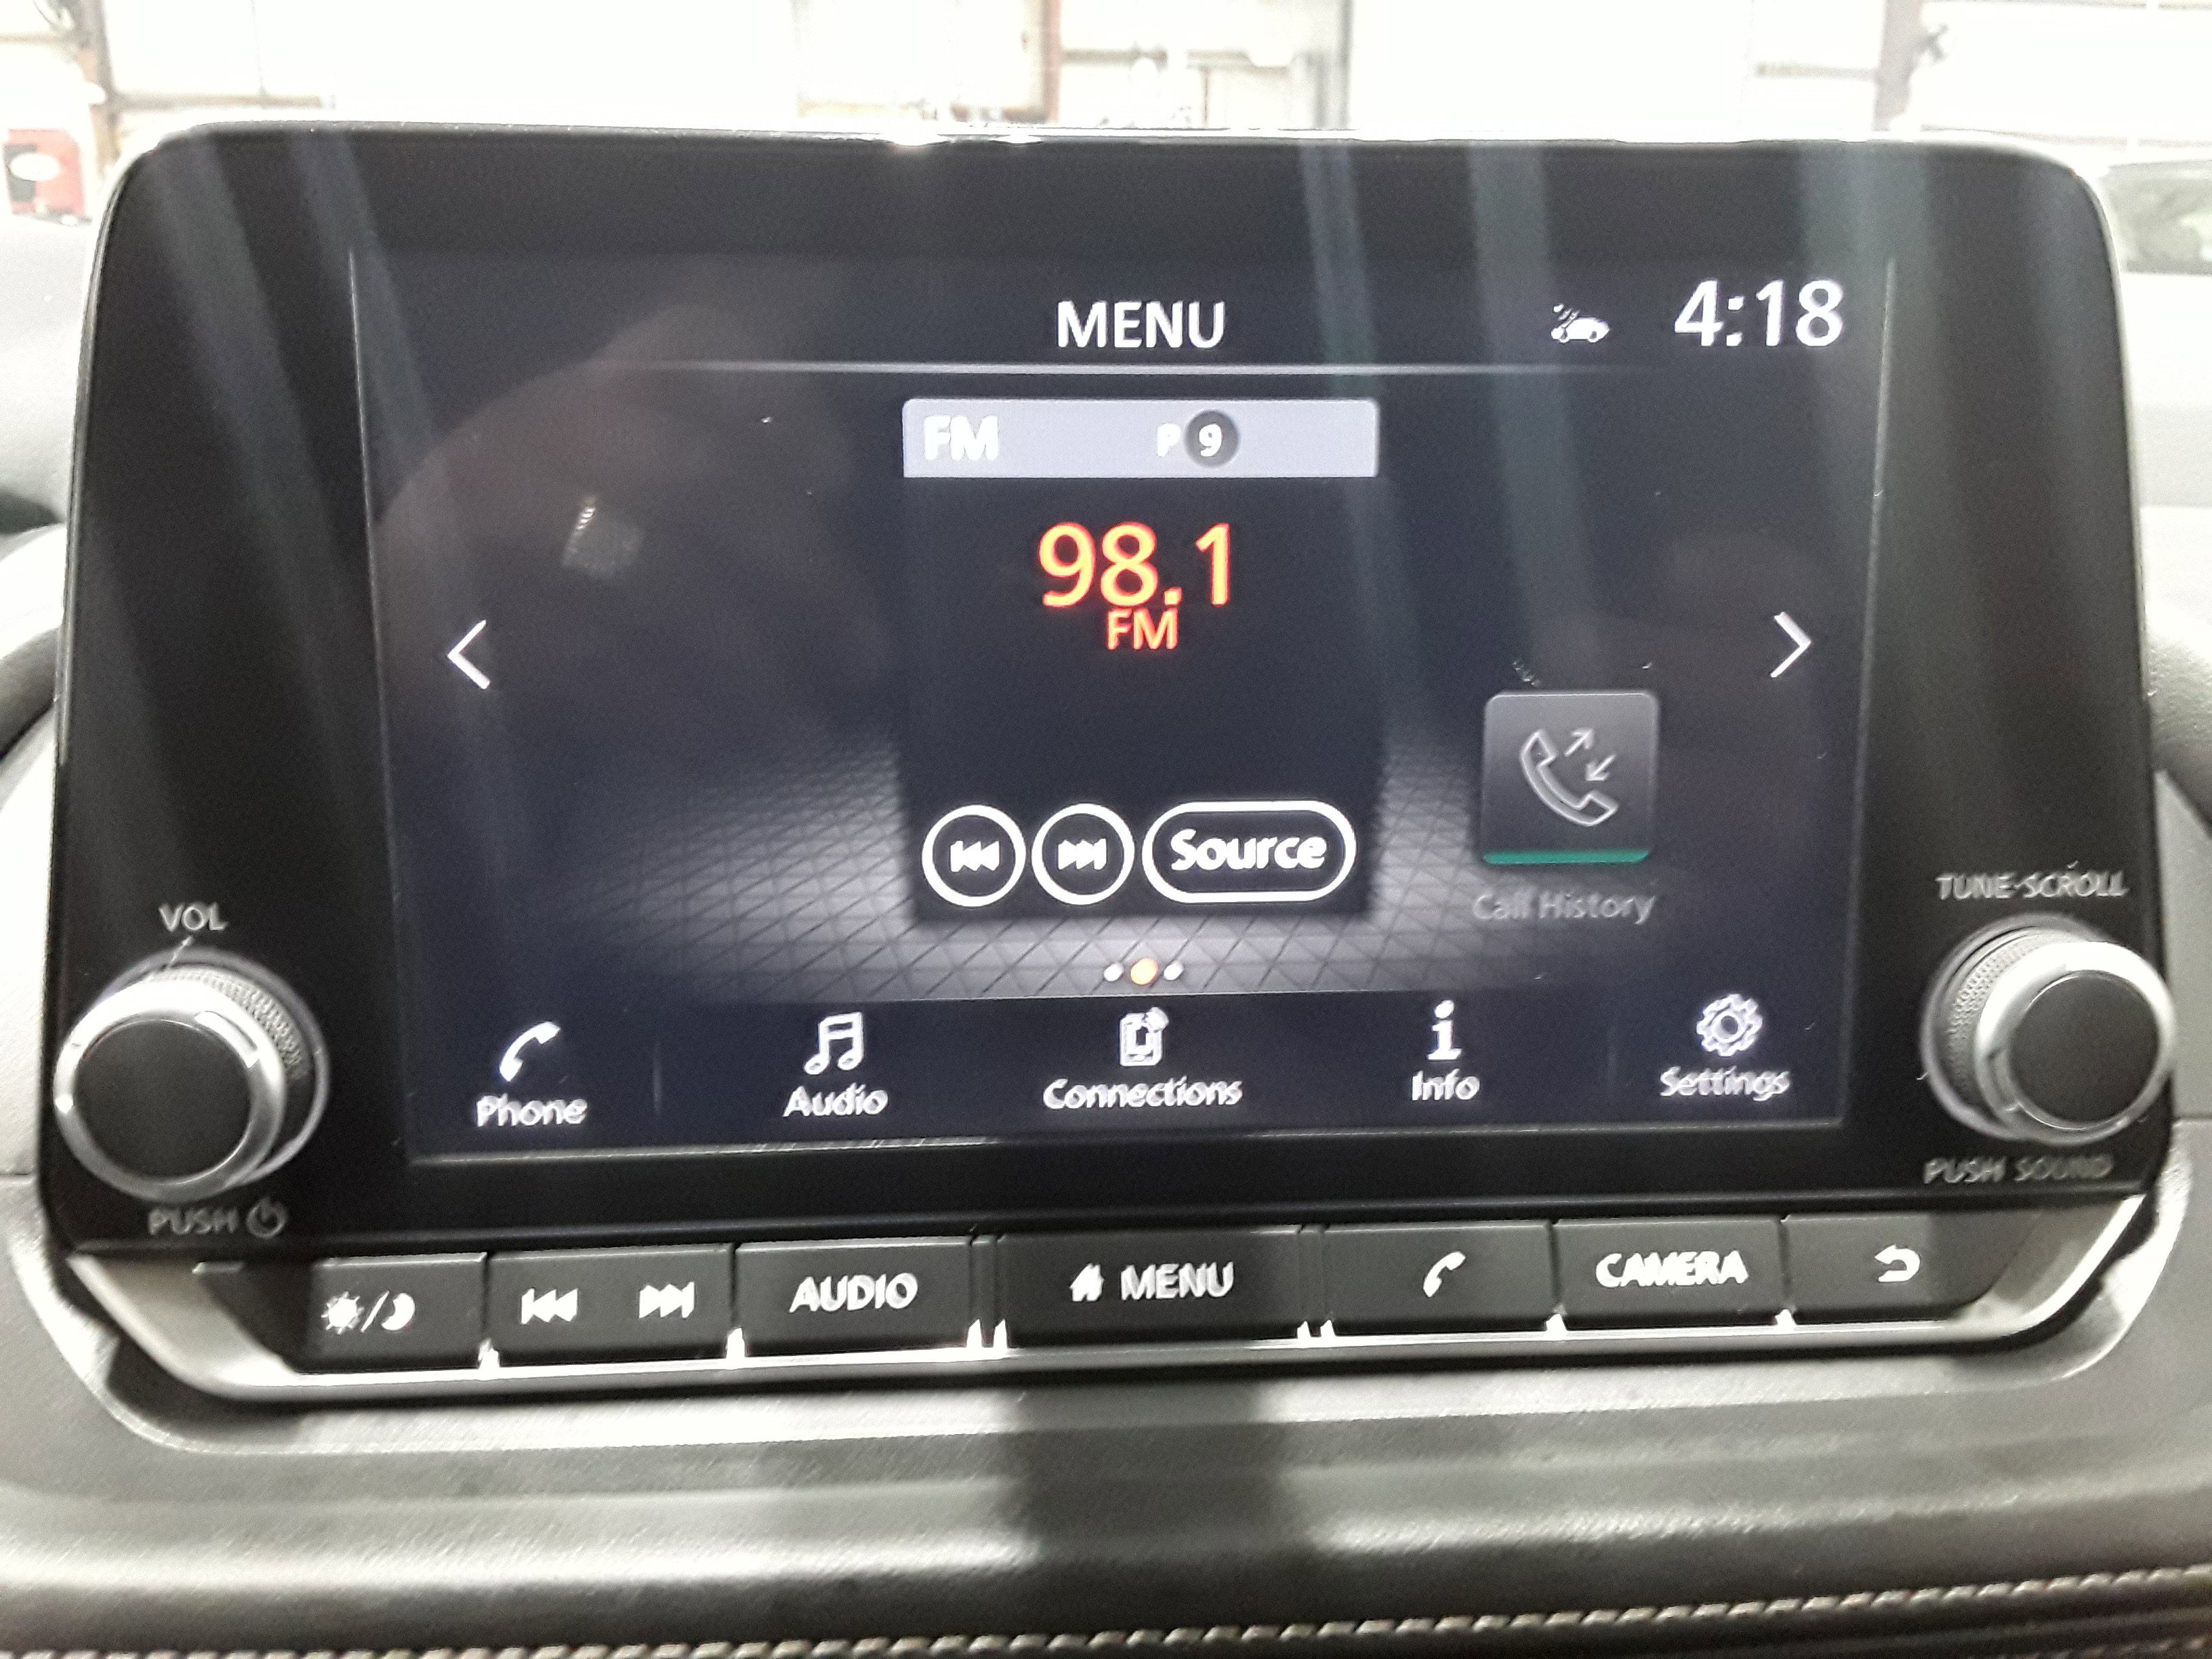 MENU
4:18
FM P 9
98.1
FM
Source
Call History
VOL
TUNE·SCROLL
Phone
Audio
Connections
Info
Settings
PUSH
PUSH SOUND
AUDIO
MENU
CAMERA